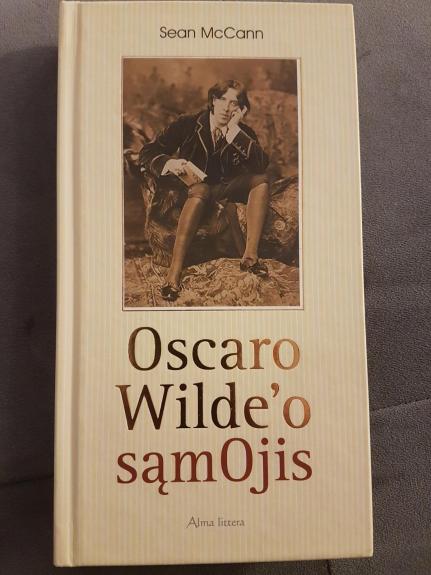 Sean McCann
Oscaro
Wilde’o
sąmOjis
Alma littera